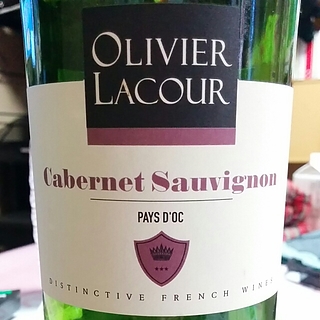 OLIVIER
LACOUR
Cabernet Sauvignon
PAYS D'OC
DISTINCTIVE FRENCH WINES